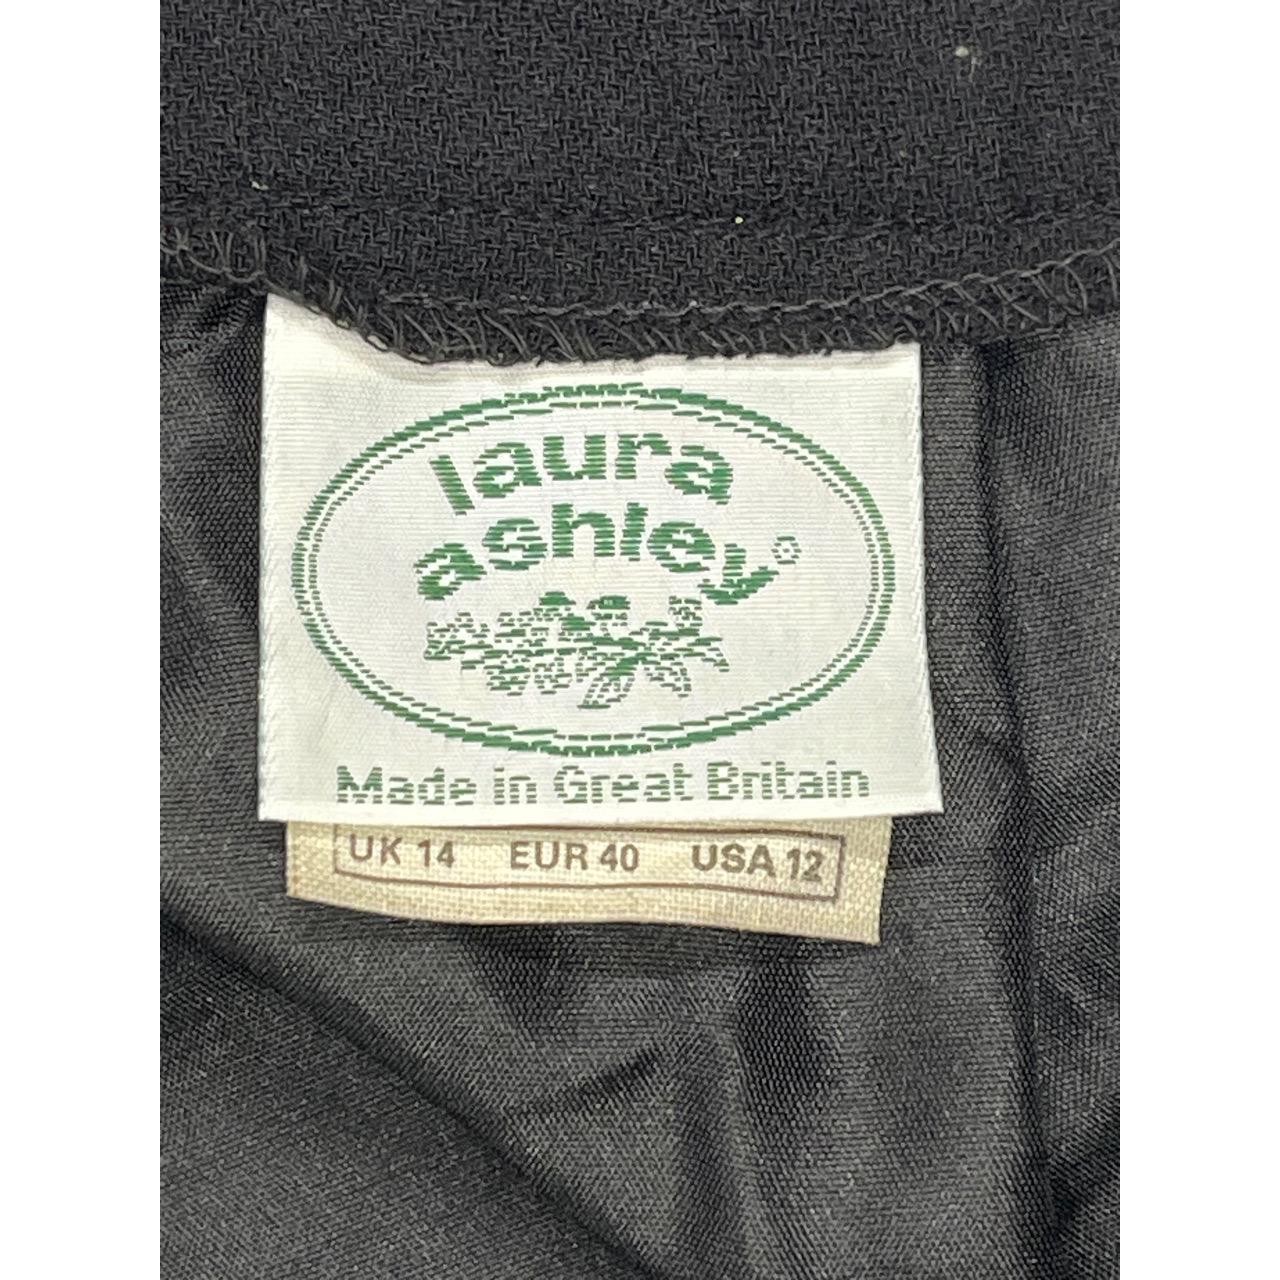 laura
ashley®
Made in Great Britain
UK 14 EUR 40 USA 12